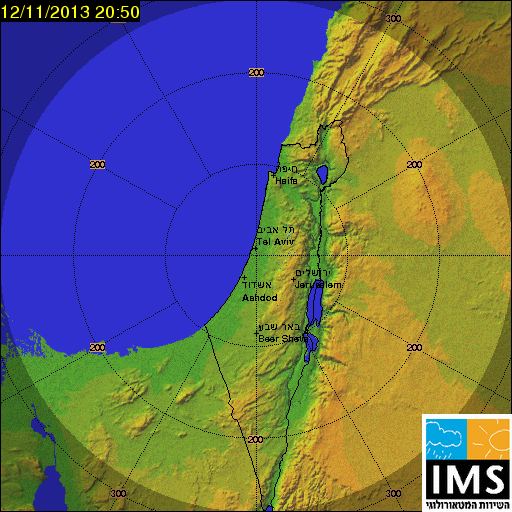 12/11/2013 20:50
300
200
200
200
חיפה
Haifa
תל אביב
Tel Aviv
ירושלים
Jerusalem
אשדוד
Ashdod
באר שבע
Beer Sheva
200
200
200
300
300
IMS
השירות המטאורולוגי